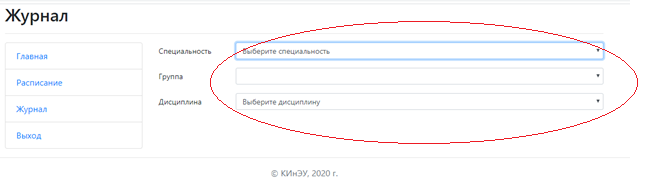 Журнал
Главная
Расписание
Журнал
Выход
Специальность Выберите специальность
Группа
Дисциплина Выберите дисциплину
© КИнЭУ, 2020 г.